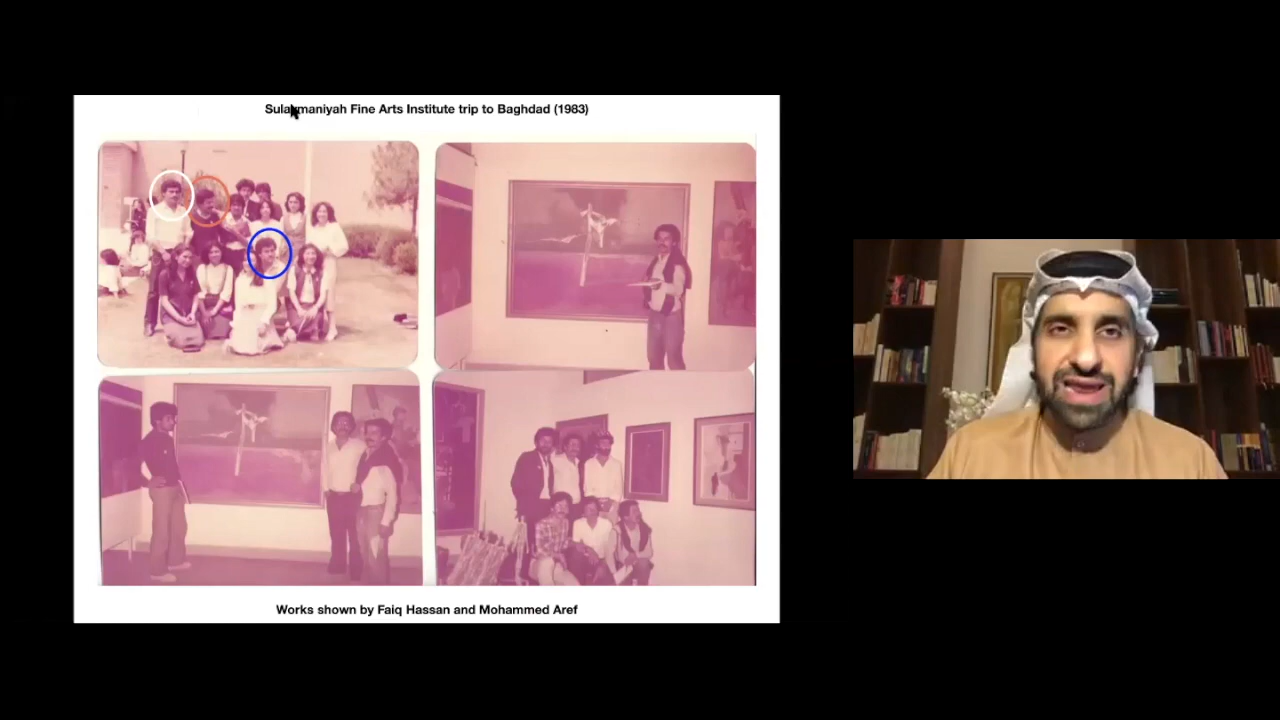 Sulaymaniyah Fine Arts Institute trip to Baghdad (1983)
Works shown by Faiq Hassan and Mohammed Aref